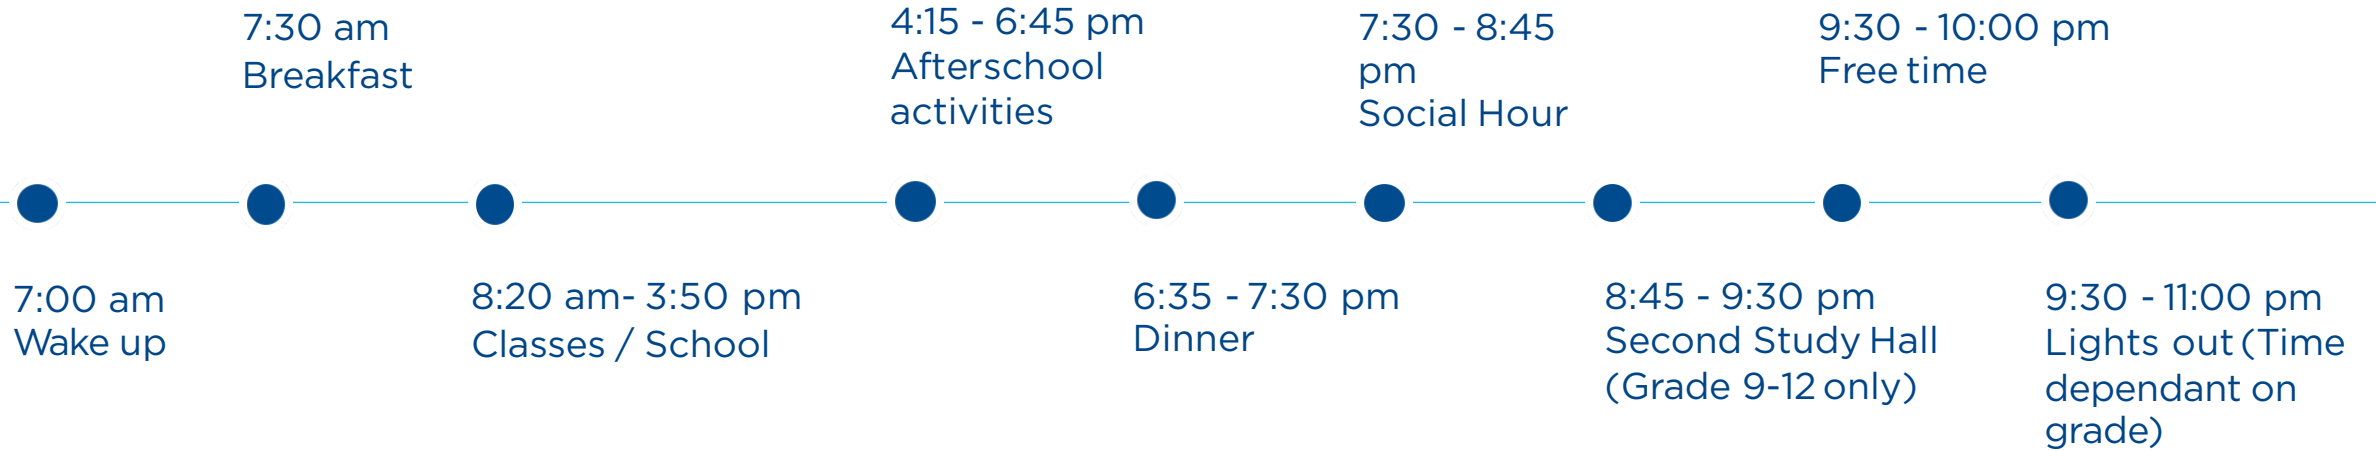 7:00 am
Wake up
7:30 am
Breakfast
8:20 am- 3:50 pm
Classes / School
4:15 - 6:45 pm
Afterschool
activities
6:35 - 7:30 pm
Dinner
7:30 - 8:45
pm
Social Hour
8:45 - 9:30 pm
Second Study Hall
(Grade 9-12 only)
9:30 - 10:00 pm
Free time
9:30 - 11:00 pm
Lights out (Time
dependant on
grade)